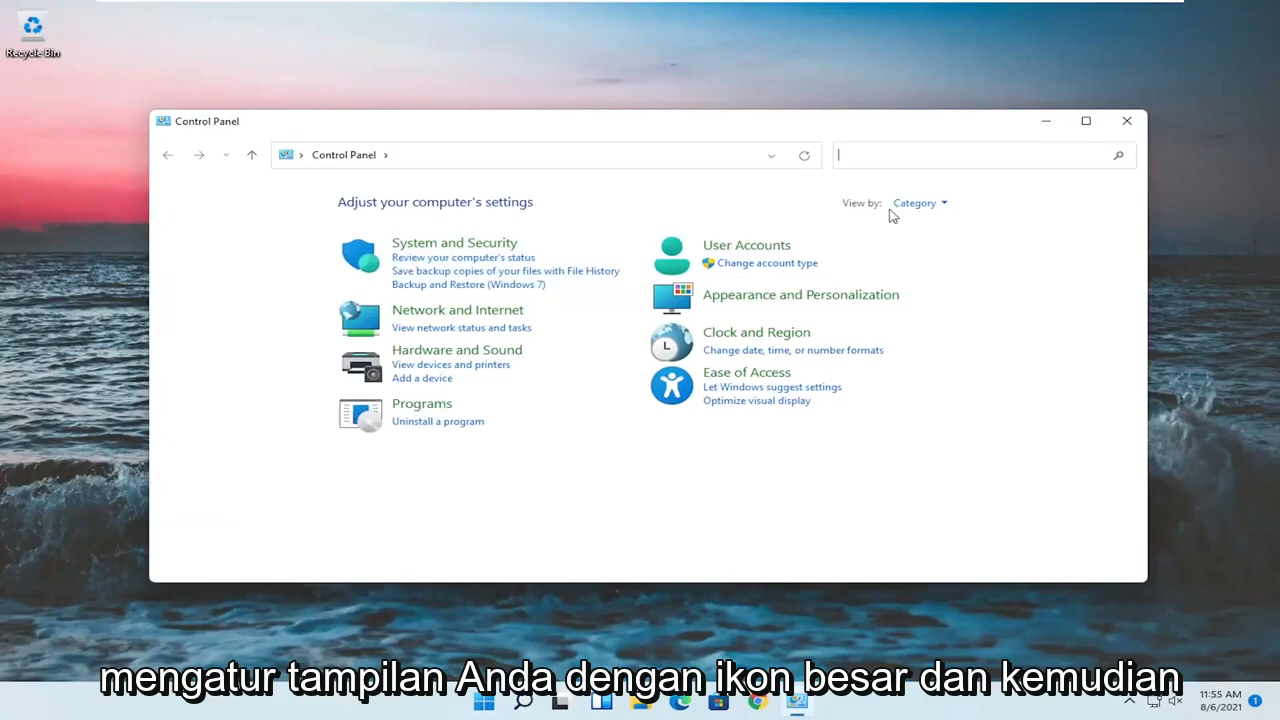 Recycle Bin
Control Panel
Control Panel
Adjust your computer's settings
View by: Category
System and Security
Review your computer's status
Save backup copies of your files with File History
Backup and Restore (Windows 7)
Network and Internet
View network status and tasks
Hardware and Sound
View devices and printers
Add a device
Programs
Uninstall a program
User Accounts
Change account type
Appearance and Personalization
Clock and Region
Change date, time, or number formats
Ease of Access
Let Windows suggest settings
Optimize visual display
mengatur tampilan Anda dengan ikon besar dan kemudian
11:55 AM
8/6/2021
1